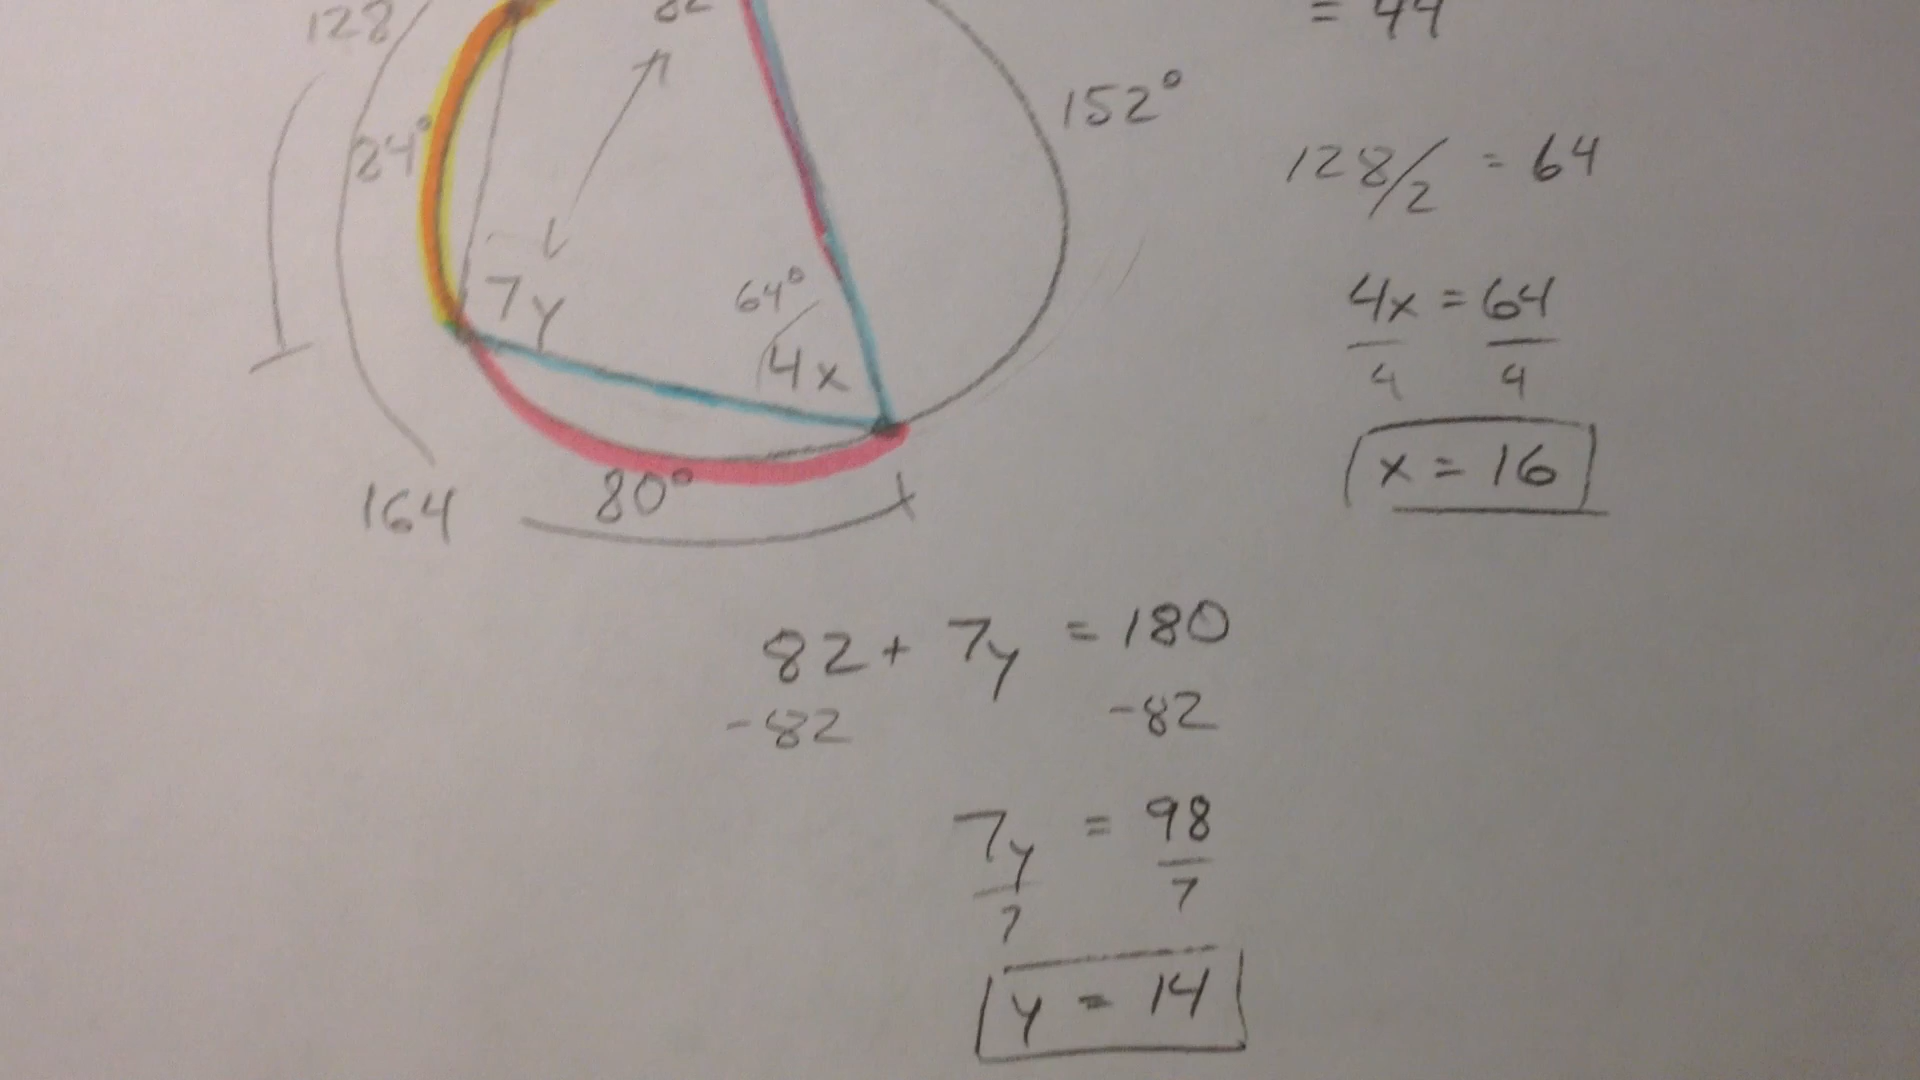 128
82
= 44
152°
84°
128/2 = 64
7y
64°
4x
4x = 64
4 4
x = 16
80°
164
82 + 7y = 180
-82 -82
7y = 98
7 7
y = 14